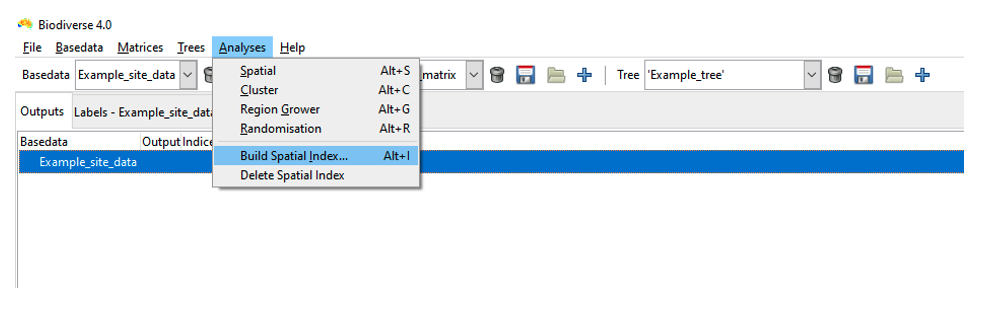 Biodiverse 4.0
File Basedata Matrices Trees Analyses Help
Basedata Example_site_data _matrix Tree 'Example_tree'
Spatial Alt+S
Cluster Alt+C
Region Grower Alt+G
Randomisation Alt+R
Build Spatial Index... Alt+I
Delete Spatial Index
Outputs Labels - Example_site_data
Basedata Output Indice
Example_site_data